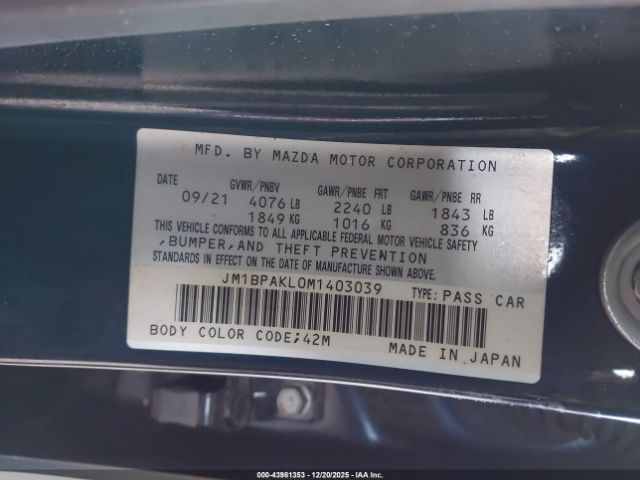 MFD. BY MAZDA MOTOR CORPORATION
DATE GVWR/PNBV GAWR/PNBE FRT GAWR/PNBE RR
09/21 4076 LB 2240 LB 1843 LB
1849 KG 1016 KG 836 KG
THIS VEHICLE CONFORMS TO ALL APPLICABLE FEDERAL MOTOR VEHICLE SAFETY
,BUMPER,AND THEFT PREVENTION
STANDARDS IN EFFECT ON THE DATE OF MANUFACTURE SHOWN ABOVE.
JM1BPAKL0M1403039 TYPE: PASS CAR
BODY COLOR CODE;42M MADE IN JAPAN
000-43981353 | 12/20/2025 | IAA Inc.